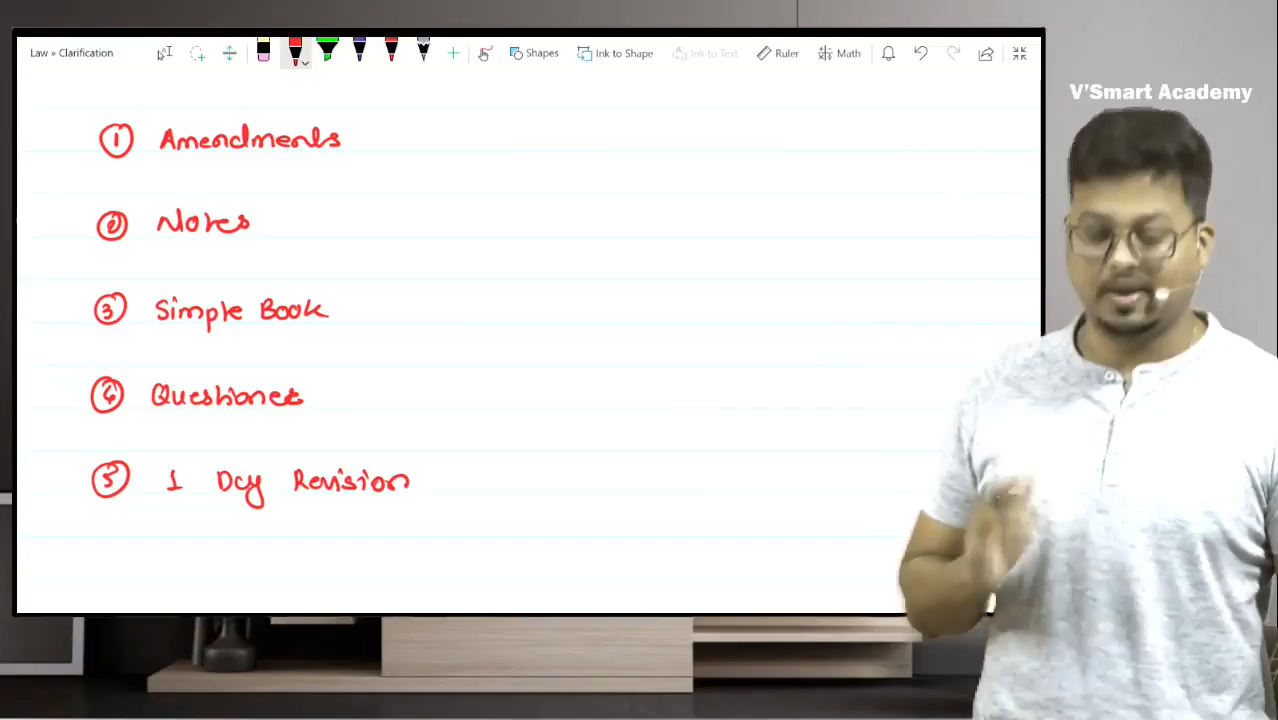 Law » Clarification
Shapes
Ink to Shape
Ink to Text
Ruler
Math
V'Smart Academy
① Amendments
② Notes
③ Simple Book
④ Questiones
⑤ 1 Day Revision